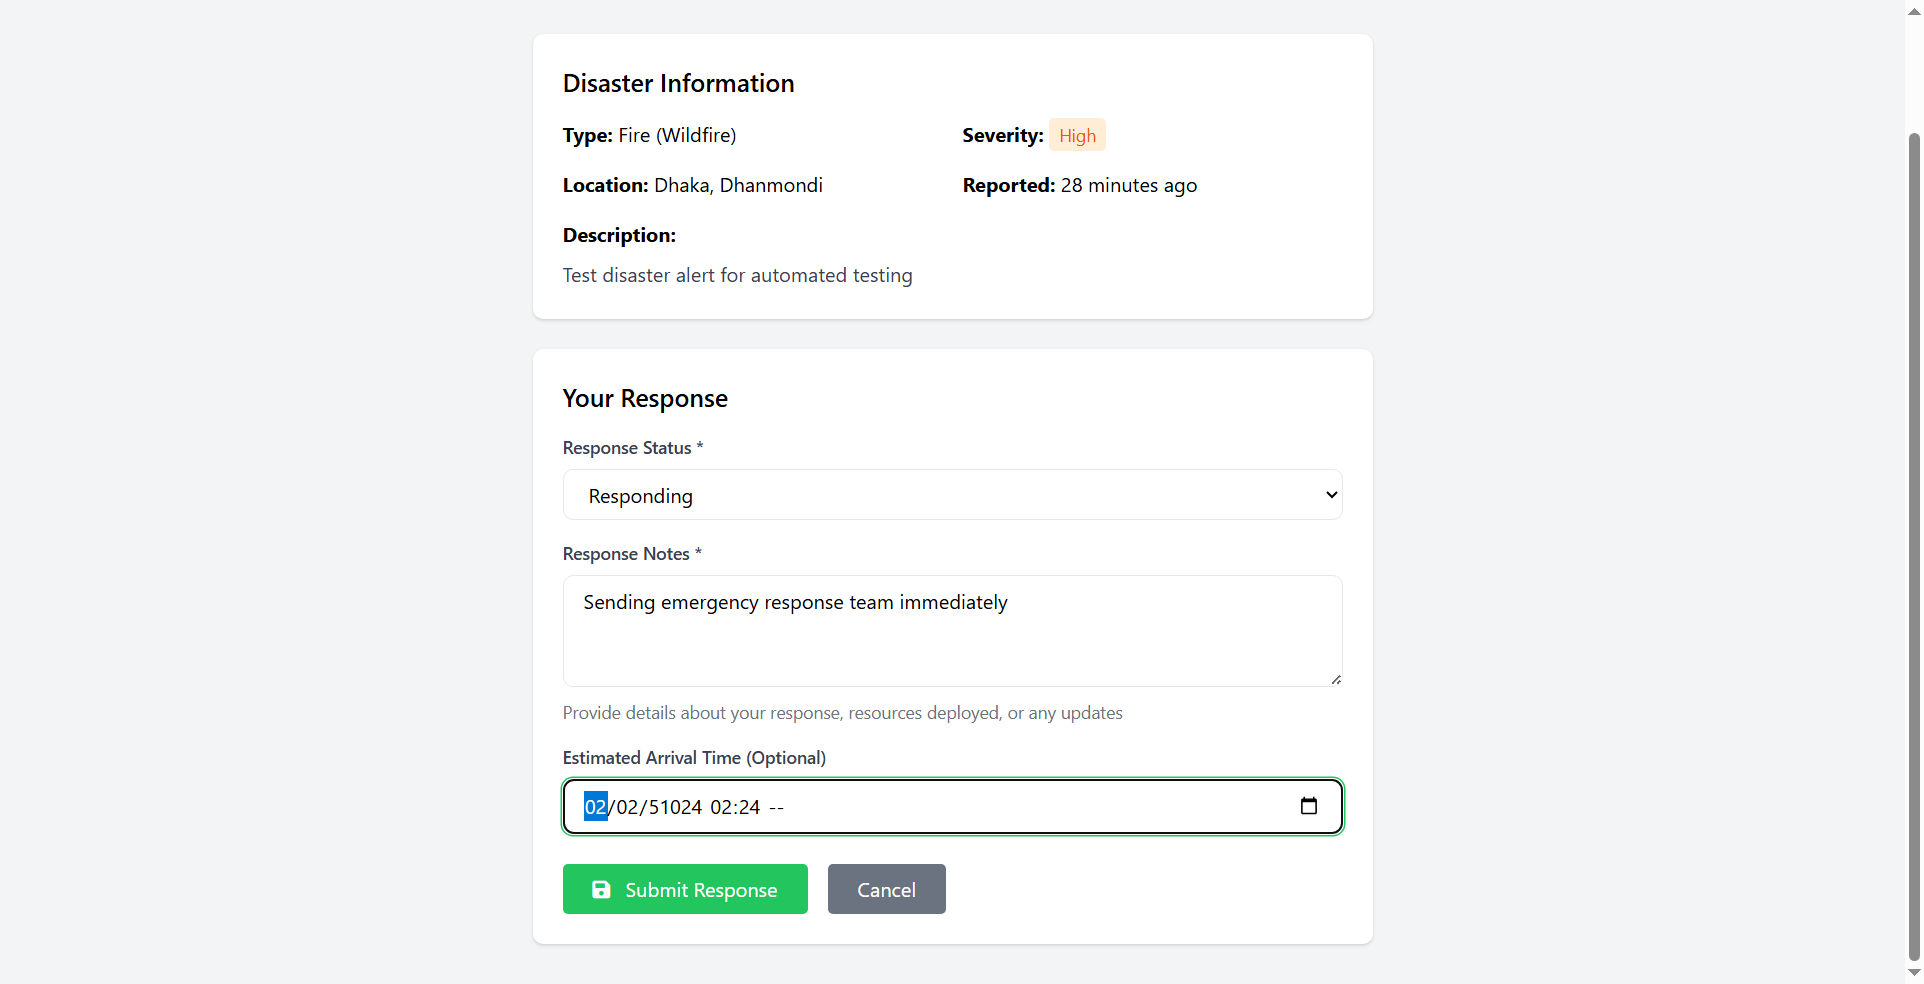 Disaster Information
Type: Fire (Wildfire)
Severity: High
Location: Dhaka, Dhanmondi
Reported: 28 minutes ago
Description:
Test disaster alert for automated testing
Your Response
Response Status *
Responding
Response Notes *
Sending emergency response team immediately
Provide details about your response, resources deployed, or any updates
Estimated Arrival Time (Optional)
02/02/51024 02:24 --
Submit Response
Cancel